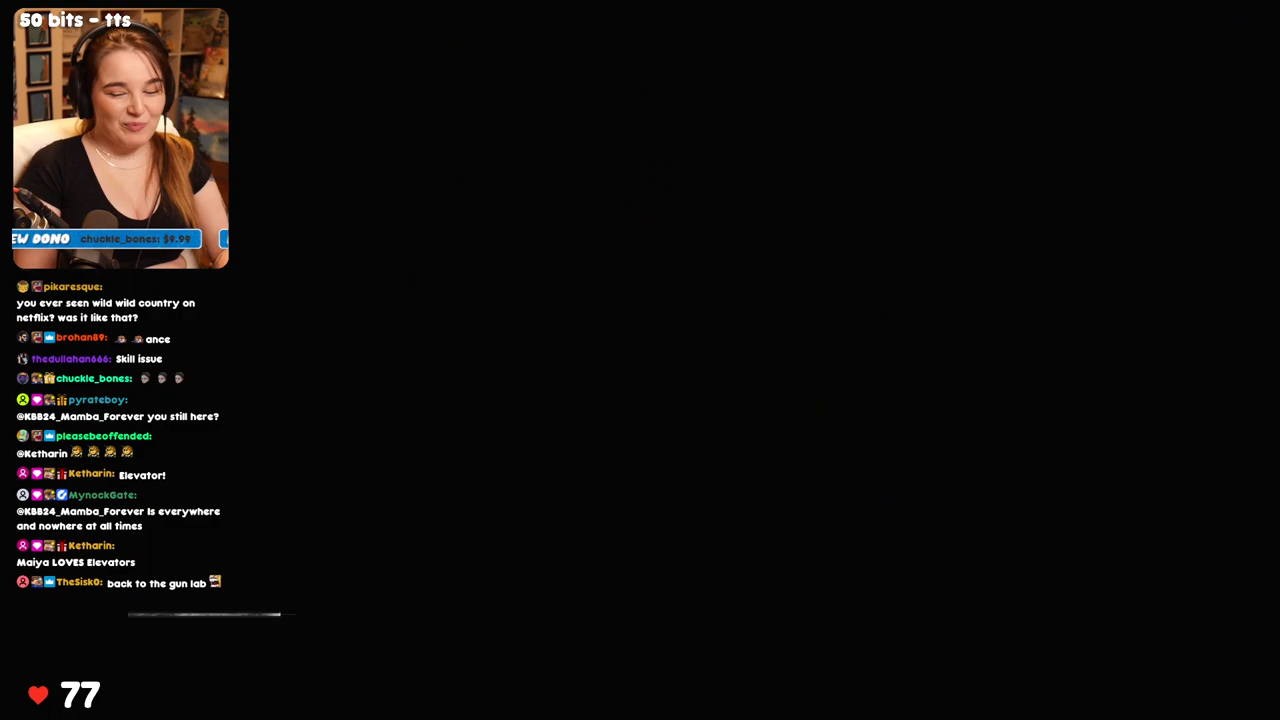 50 bits - tts
EW DONO chuckle_bones: $9.99
pikaresque:
you ever seen wild wild country on
netflix? was it like that?
brohan89: ance
thedullahan666: Skill issue
chuckle_bones:
pyrateboy:
@KBB24_Mamba_Forever you still here?
pleasebeoffended:
@Ketharin
Ketharin: Elevator!
MynockGate:
@KBB24_Mamba_Forever Is everywhere
and nowhere at all times
Ketharin:
Maiya LOVES Elevators
TheSisk0: back to the gun lab
77